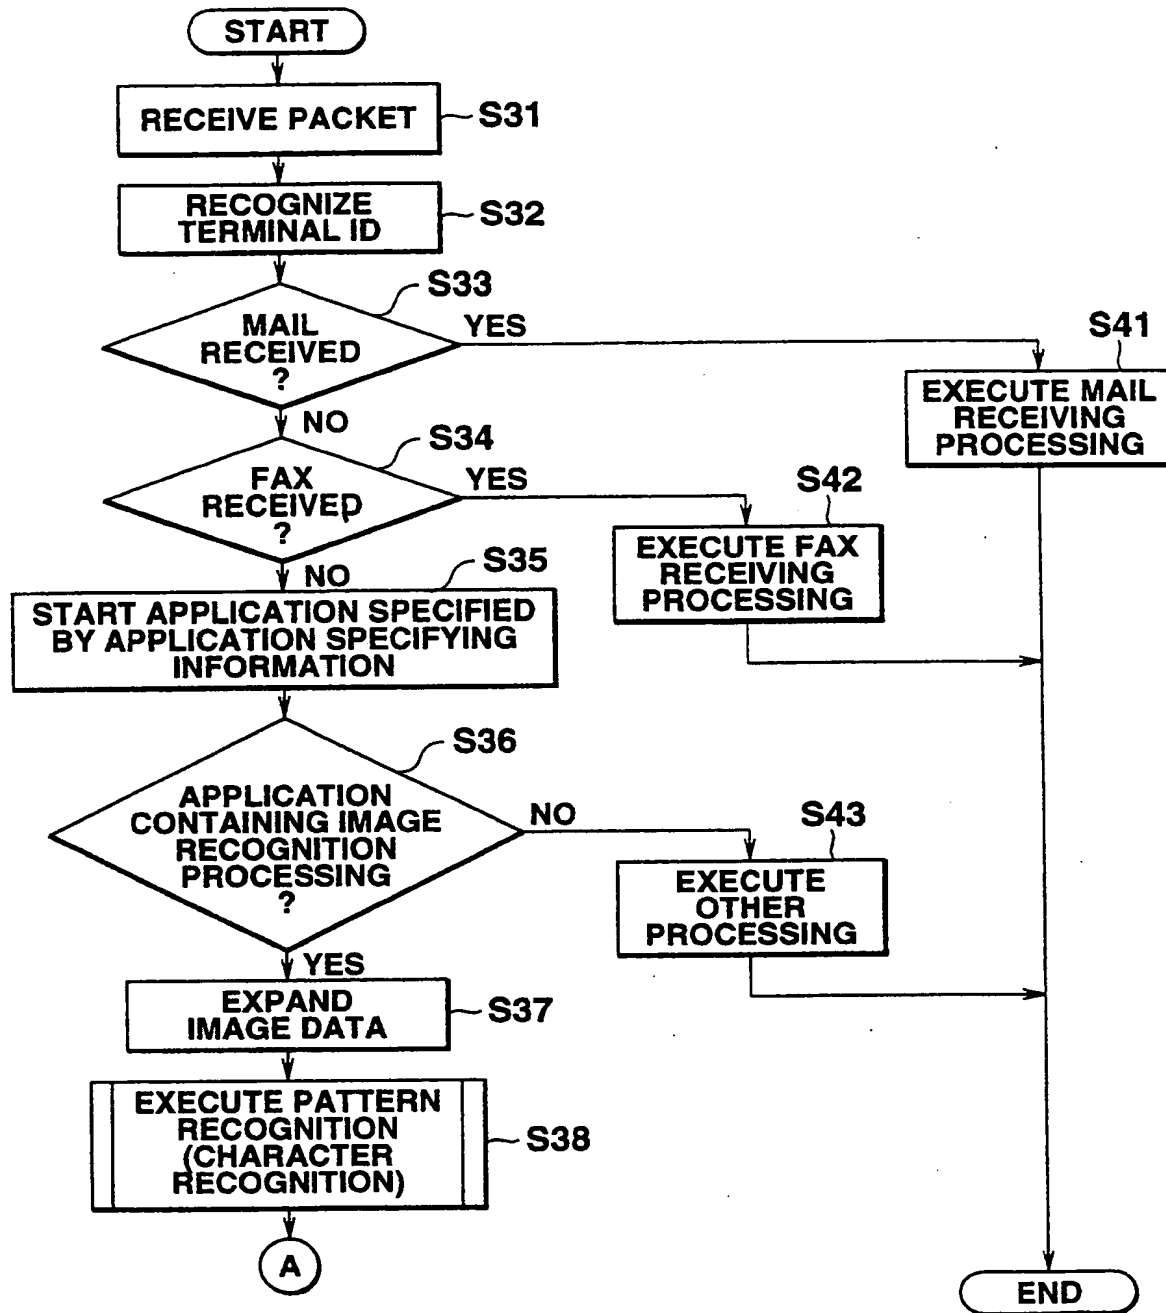 START
RECEIVE PACKET
S31
RECOGNIZE
TERMINAL ID
S32
S33
MAIL
RECEIVED
?
YES
NO
S41
EXECUTE MAIL
RECEIVING
PROCESSING
S34
FAX
RECEIVED
?
YES
NO
S42
EXECUTE FAX
RECEIVING
PROCESSING
S35
START APPLICATION SPECIFIED
BY APPLICATION SPECIFYING
INFORMATION
S36
APPLICATION
CONTAINING IMAGE
RECOGNITION
PROCESSING
?
NO
YES
S43
EXECUTE
OTHER
PROCESSING
EXPAND
IMAGE DATA
S37
EXECUTE PATTERN
RECOGNITION
(CHARACTER
RECOGNITION)
S38
A
END